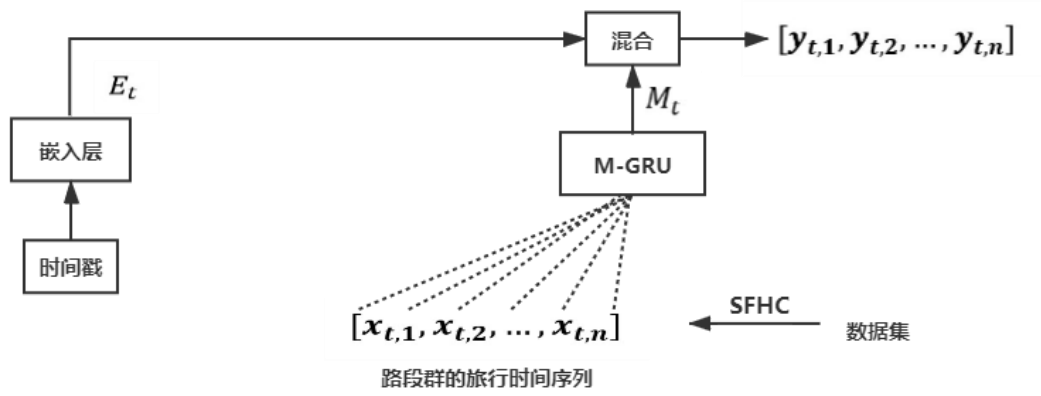 混合
[y_{t,1}, y_{t,2}, ..., y_{t,n}]
E_t
M_t
嵌入层
M-GRU
时间戳
SFHC
[x_{t,1}, x_{t,2}, ..., x_{t,n}]
数据集
路段群的旅行时间序列